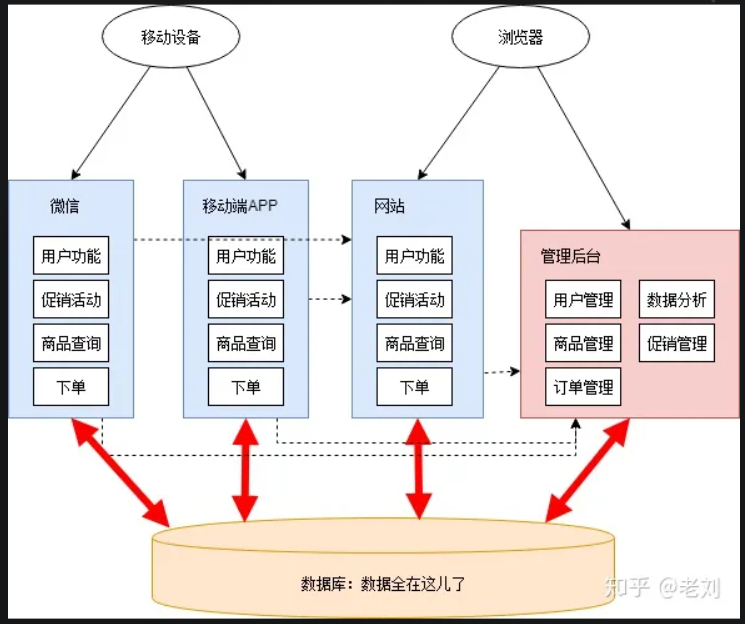 移动设备
浏览器
微信
用户功能
促销活动
商品查询
下单
移动端APP
用户功能
促销活动
商品查询
下单
网站
用户功能
促销活动
商品查询
下单
管理后台
用户管理
数据分析
商品管理
促销管理
订单管理
数据库：数据全在这儿了
知乎 @老刘